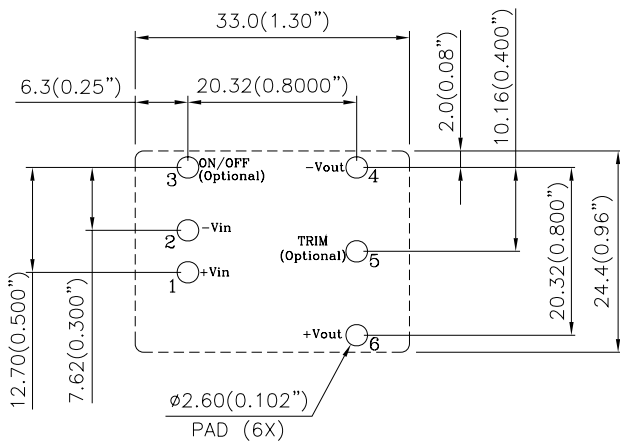 33.0(1.30")
6.3(0.25")
20.32(0.8000")
2.0(0.08")
10.16(0.400")
ON/OFF
(Optional)
3
-Vout
4
2
-Vin
TRIM
(Optional)
5
1
+Vin
+Vout
6
12.70(0.500")
7.62(0.300")
20.32(0.800")
24.4(0.96")
ø2.60(0.102")
PAD (6X)